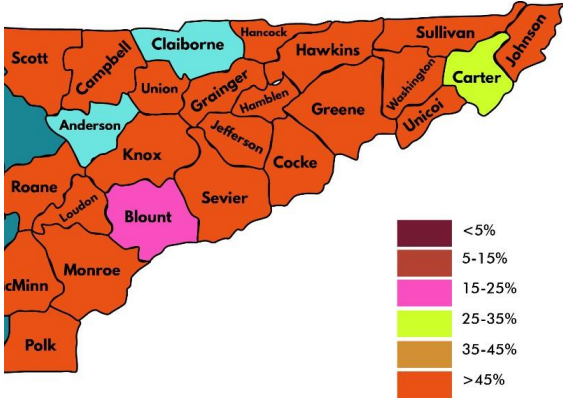 Scott
Campbell
Claiborne
Hancock
Hawkins
Sullivan
Johnson
Carter
Washington
Unicoi
Greene
Hamblen
Grainger
Union
Anderson
Knox
Jefferson
Cocke
Sevier
Blount
Loudon
Roane
Monroe
cMinn
Polk
<5%
5-15%
15-25%
25-35%
35-45%
>45%